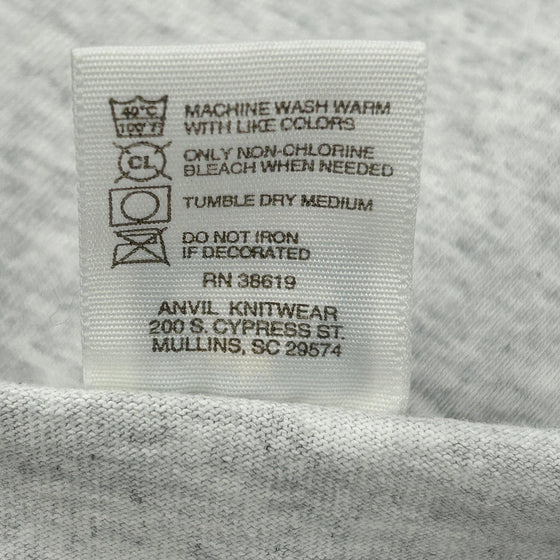 40°C
100°F
MACHINE WASH WARM
WITH LIKE COLORS
CL
ONLY NON-CHLORINE
BLEACH WHEN NEEDED
TUMBLE DRY MEDIUM
DO NOT IRON
IF DECORATED
RN 38619
ANVIL KNITWEAR
200 S. CYPRESS ST.
MULLINS, SC 29574